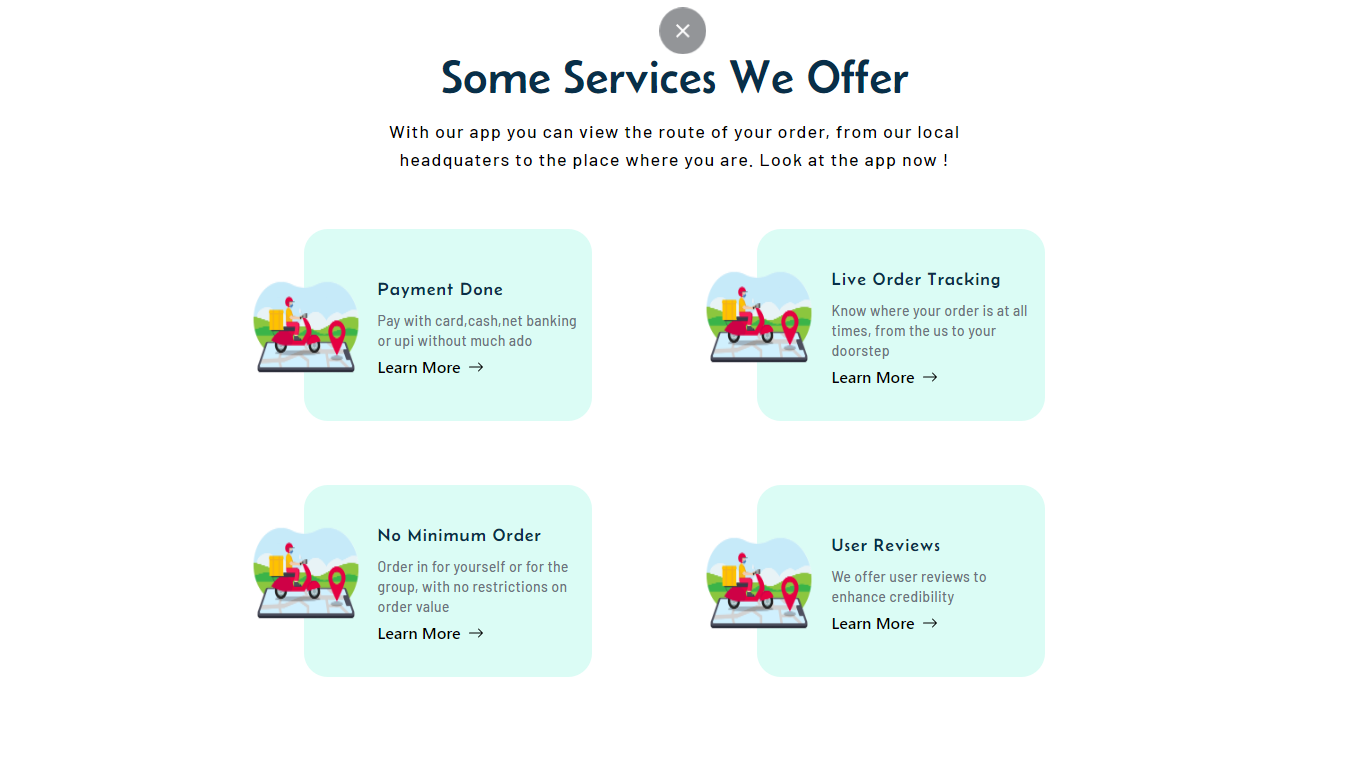 Some Services We Offer
With our app you can view the route of your order, from our local
headquaters to the place where you are. Look at the app now !
Payment Done
Pay with card,cash,net banking
or upi without much ado
Learn More →
Live Order Tracking
Know where your order is at all
times, from the us to your
doorstep
Learn More →
No Minimum Order
Order in for yourself or for the
group, with no restrictions on
order value
Learn More →
User Reviews
We offer user reviews to
enhance credibility
Learn More →